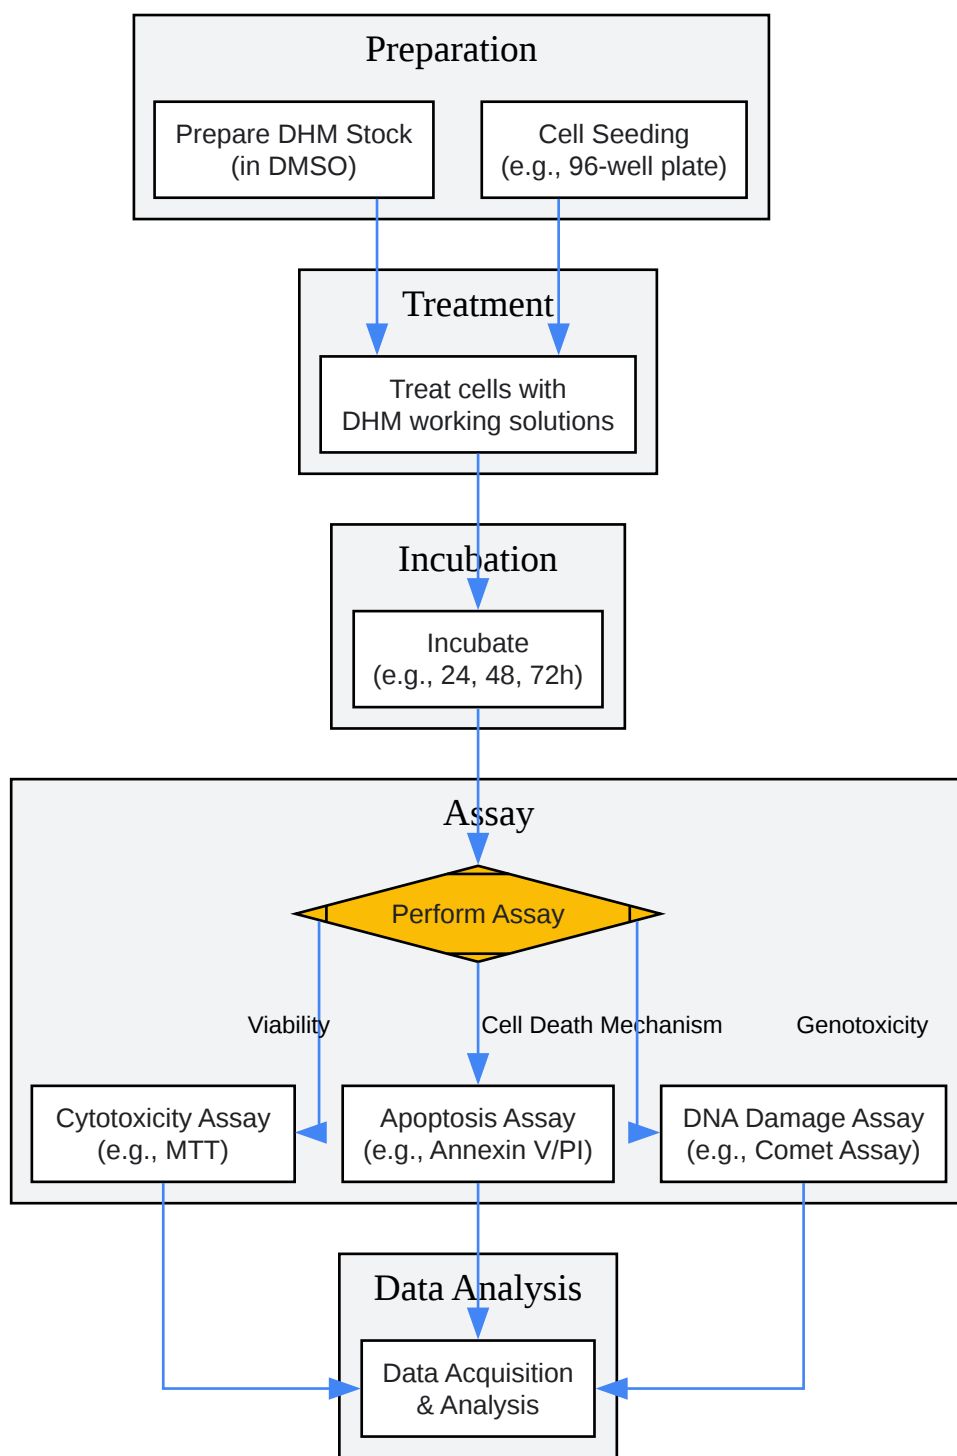 Preparation
Prepare DHM Stock
(in DMSO)
Cell Seeding
(e.g., 96-well plate)
Treatment
Treat cells with
DHM working solutions
Incubation
Incubate
(e.g., 24, 48, 72h)
Assay
Perform Assay
Viability
Cell Death Mechanism
Genotoxicity
Cytotoxicity Assay
(e.g., MTT)
Apoptosis Assay
(e.g., Annexin V/PI)
DNA Damage Assay
(e.g., Comet Assay)
Data Analysis
Data Acquisition
& Analysis